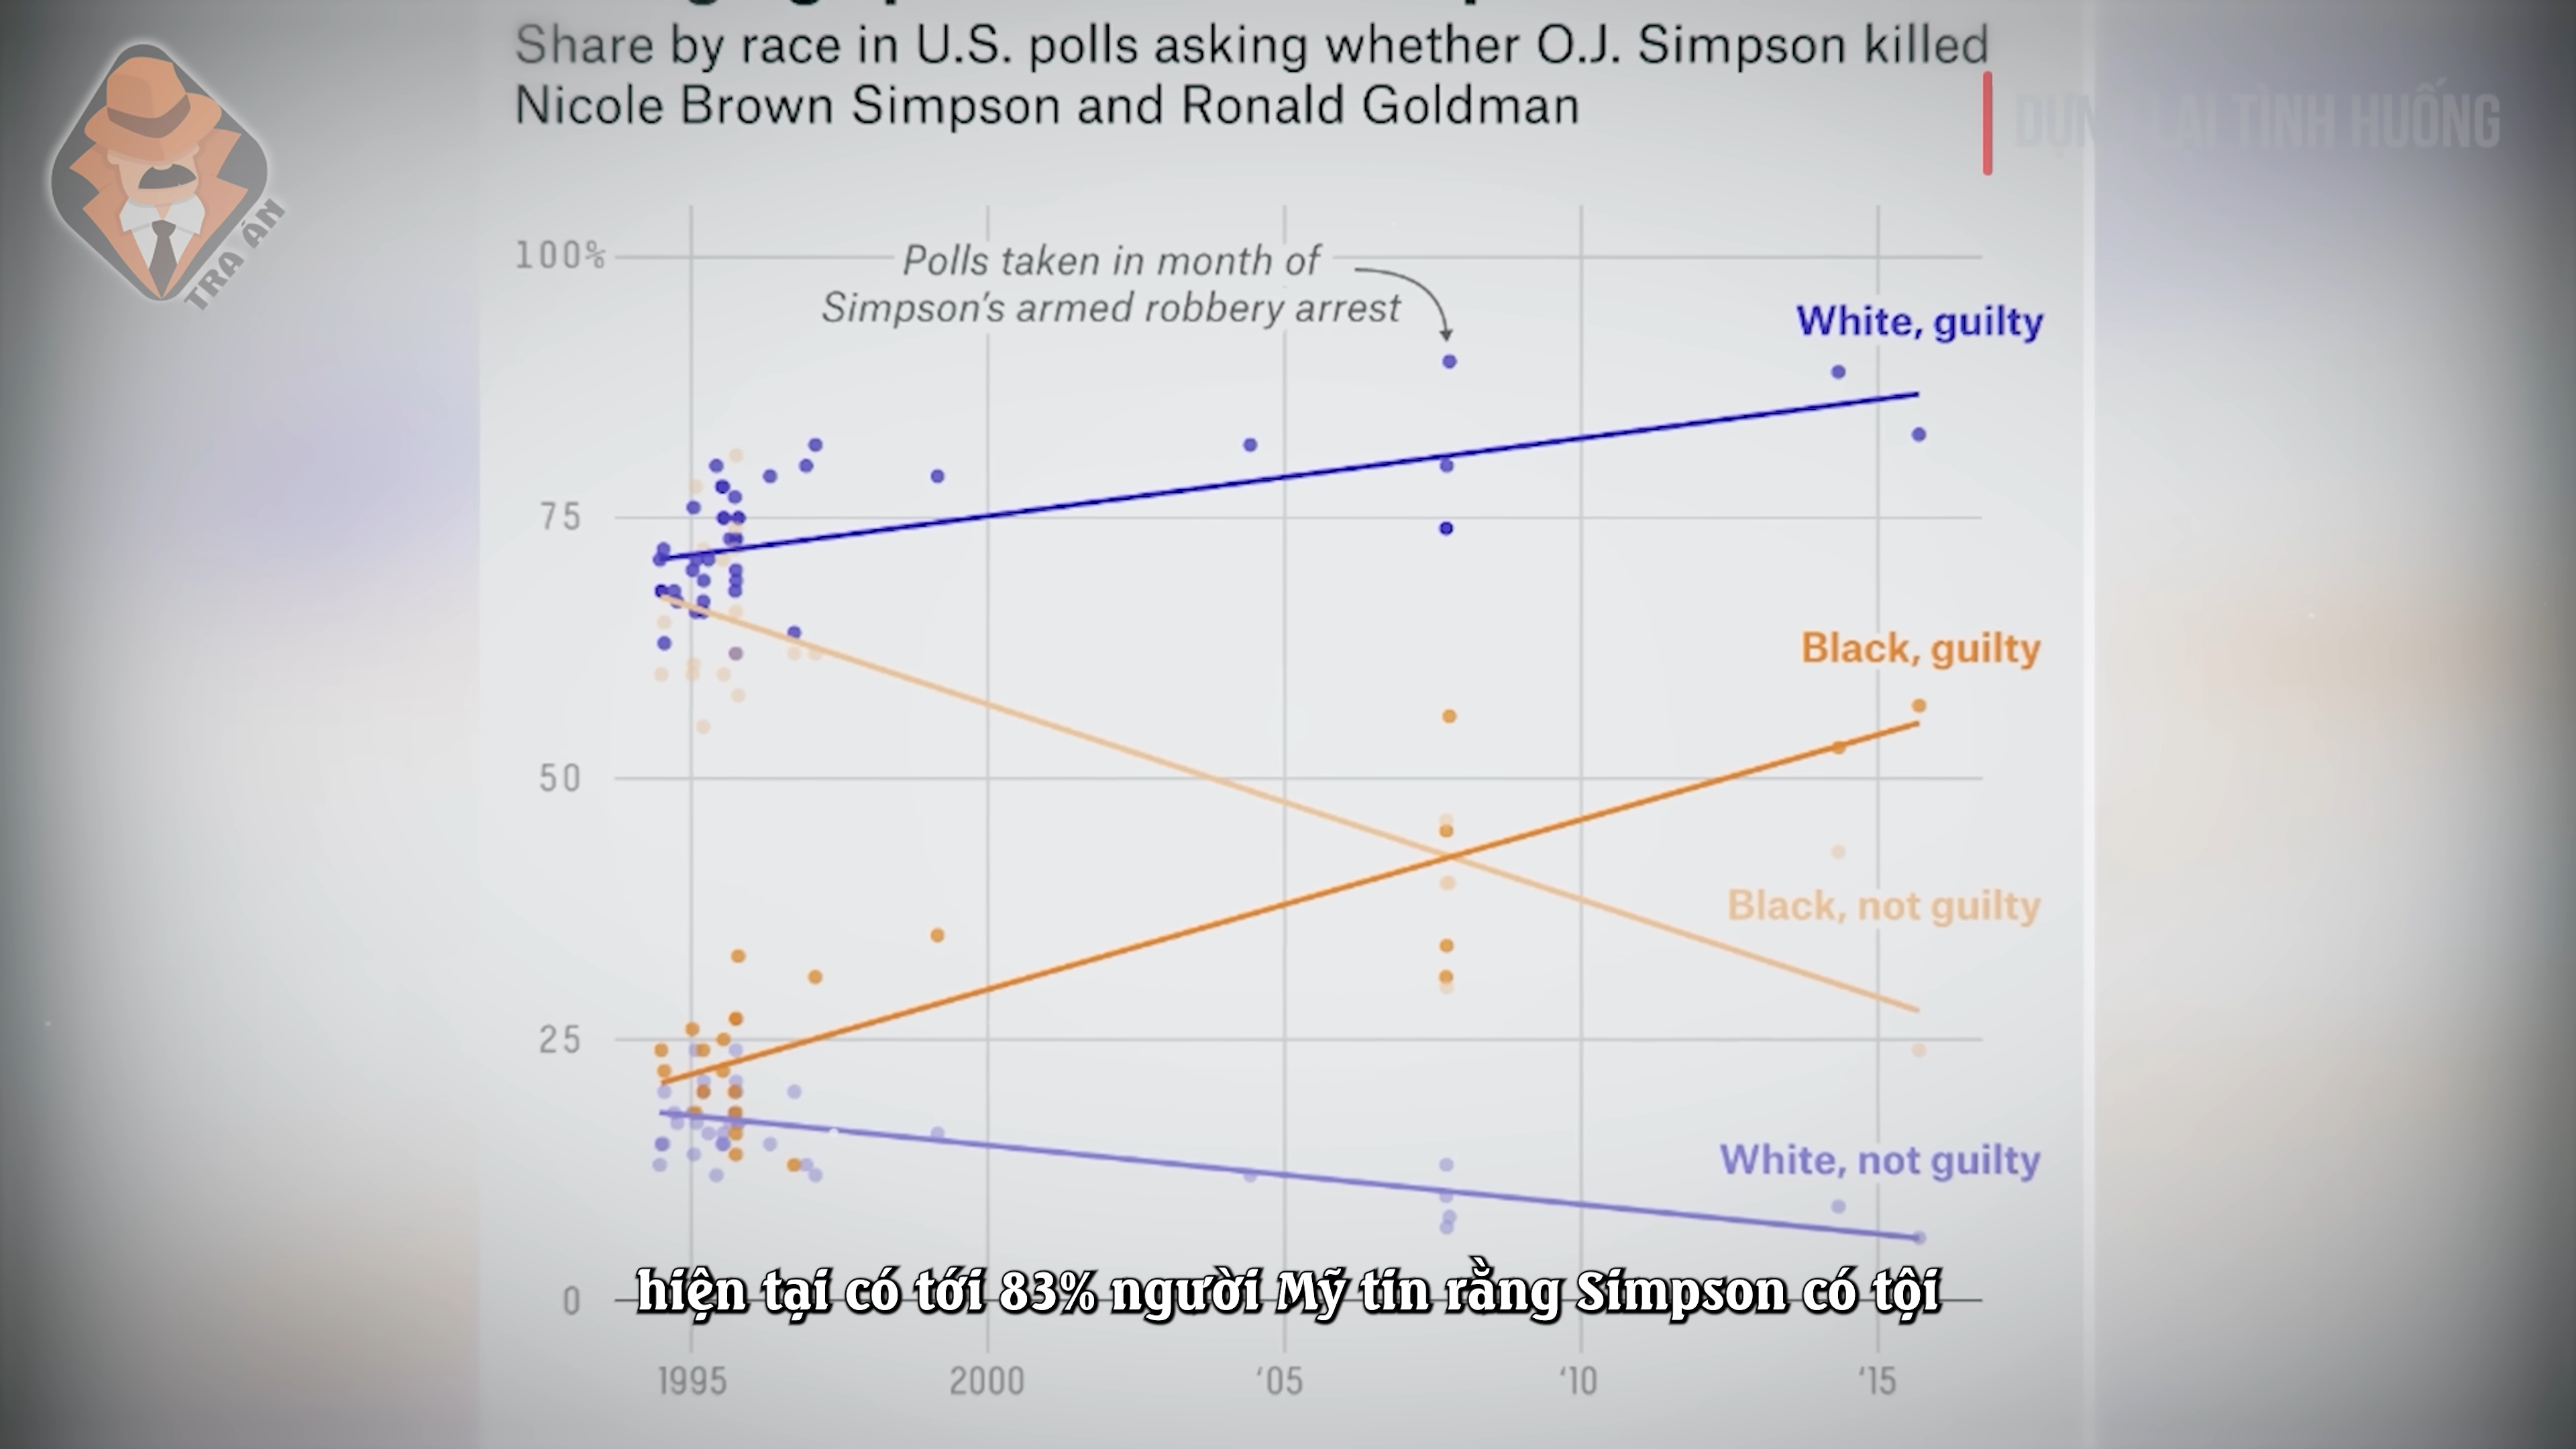 Share by race in U.S. polls asking whether O.J. Simpson killed
Nicole Brown Simpson and Ronald Goldman
TRA ÁN
LẠI TÌNH HUỐNG
100%
Polls taken in month of
Simpson's armed robbery arrest
White, guilty
75
Black, guilty
50
Black, not guilty
25
White, not guilty
0
hiện tại có tới 83% người Mỹ tin rằng Simpson có tội
1995
2000
'05
'10
'15